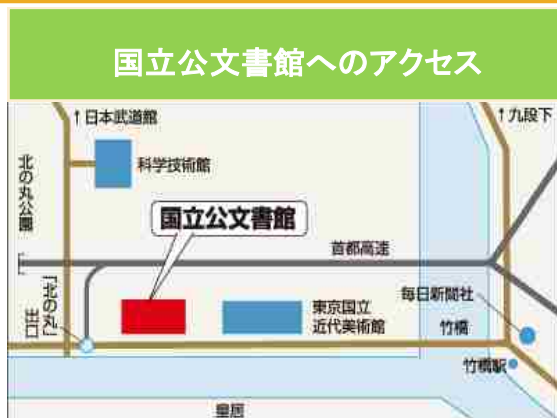 国立公文書館へのアクセス
↑日本武道館
↑九段下
科学技術館
北の丸公園
国立公文書館
首都高速
「北の丸」
出口
東京国立
近代美術館
毎日新聞社
竹橋
竹橋駅
皇居